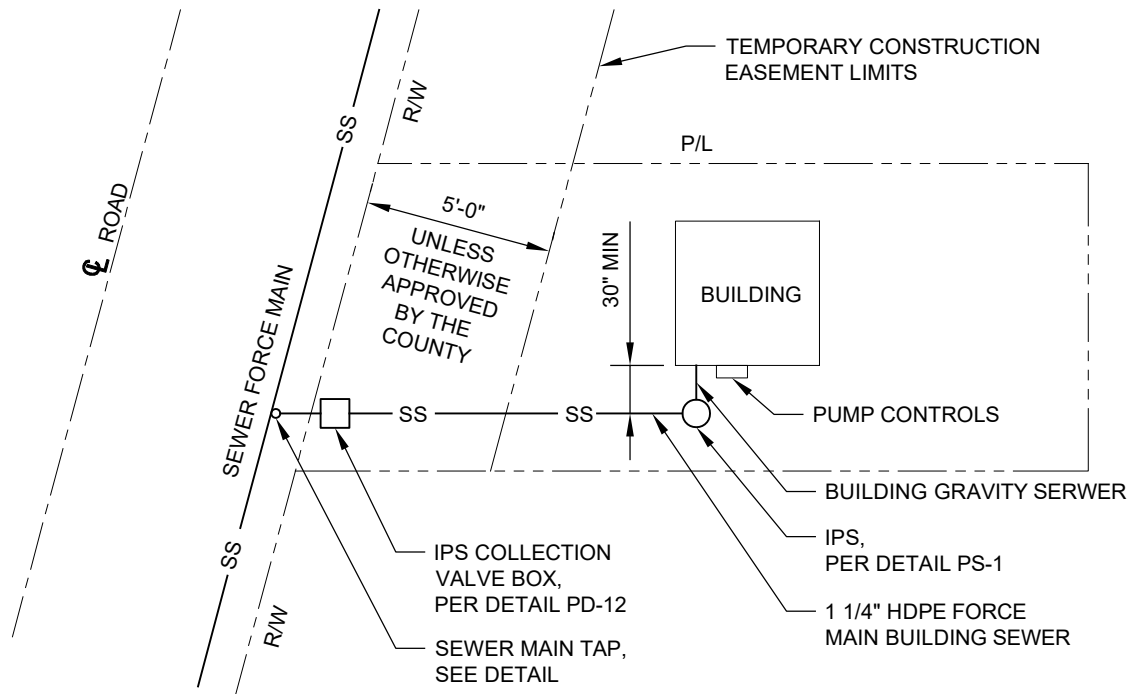 TEMPORARY CONSTRUCTION
EASEMENT LIMITS
R/W
SS
P/L
5'-0"
UNLESS
OTHERWISE
APPROVED
BY THE
COUNTY
℄ ROAD
30" MIN
BUILDING
SEWER FORCE MAIN
SS
SS
PUMP CONTROLS
BUILDING GRAVITY SERWER
IPS,
PER DETAIL PS-1
IPS COLLECTION
VALVE BOX,
PER DETAIL PD-12
SS
1 1/4" HDPE FORCE
MAIN BUILDING SEWER
R/W
SEWER MAIN TAP,
SEE DETAIL